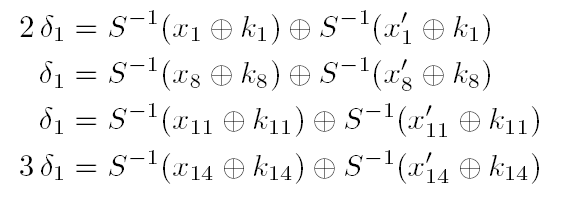 2 δ₁ = S⁻¹(x₁ ⊕ k₁) ⊕ S⁻¹(x′₁ ⊕ k₁)
δ₁ = S⁻¹(x₈ ⊕ k₈) ⊕ S⁻¹(x′₈ ⊕ k₈)
δ₁ = S⁻¹(x₁₁ ⊕ k₁₁) ⊕ S⁻¹(x′₁₁ ⊕ k₁₁)
3 δ₁ = S⁻¹(x₁₄ ⊕ k₁₄) ⊕ S⁻¹(x′₁₄ ⊕ k₁₄)